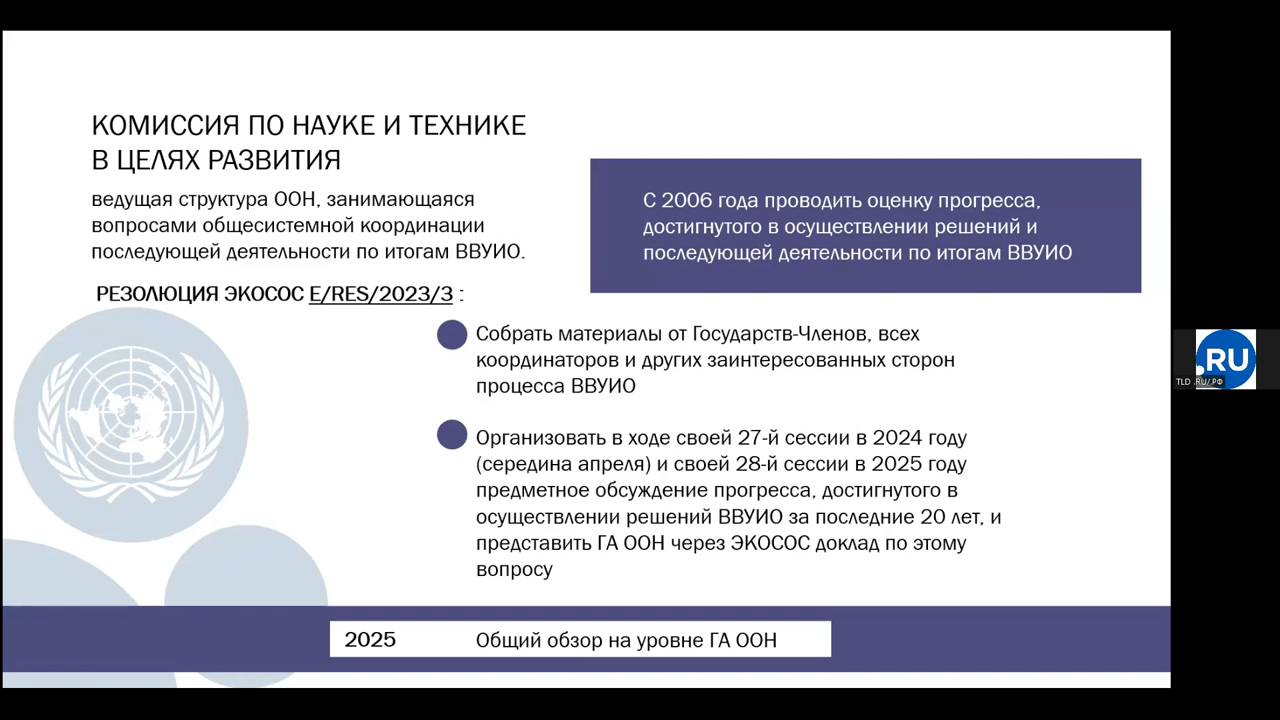 КОМИССИЯ ПО НАУКЕ И ТЕХНИКЕ
В ЦЕЛЯХ РАЗВИТИЯ
ведущая структура ООН, занимающаяся
вопросами общесистемной координации
последующей деятельности по итогам ВВУИО.
С 2006 года проводить оценку прогресса,
достигнутого в осуществлении решений и
последующей деятельности по итогам ВВУИО
РЕЗОЛЮЦИЯ ЭКОСОС E/RES/2023/3 :
Собрать материалы от Государств-Членов, всех
координаторов и других заинтересованных сторон
процесса ВВУИО
Организовать в ходе своей 27-й сессии в 2024 году
(середина апреля) и своей 28-й сессии в 2025 году
предметное обсуждение прогресса, достигнутого в
осуществлении решений ВВУИО за последние 20 лет, и
представить ГА ООН через ЭКОСОС доклад по этому
вопросу
2025 Общий обзор на уровне ГА ООН
.RU
TLD .RU/.РФ